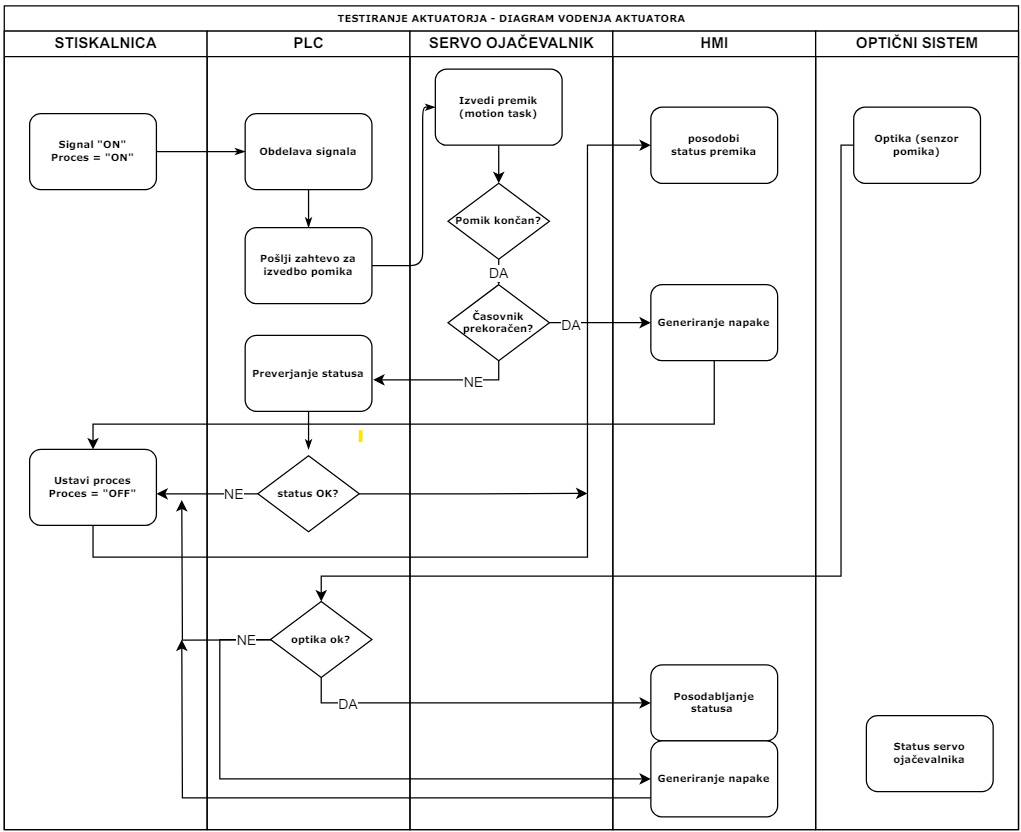 TESTIRANJE AKTUATORJA - DIAGRAM VODENJA AKTUATORA
STISKALNICA
PLC
SERVO OJAČEVALNIK
HMI
OPTIČNI SISTEM
Signal "ON"
Proces = "ON"
Obdelava signala
Izvedi premik
(motion task)
posodobi
status premika
Optika (senzor
pomika)
Pošlji zahtevo za
izvedbo pomika
Pomik končan?
DA
Časovnik
prekoračen?
DA
Generiranje napake
NE
Preverjanje statusa
Ustavi proces
Proces = "OFF"
NE
status OK?
NE
optika ok?
DA
Posodabljanje
statusa
Generiranje napake
Status servo
ojačevalnika